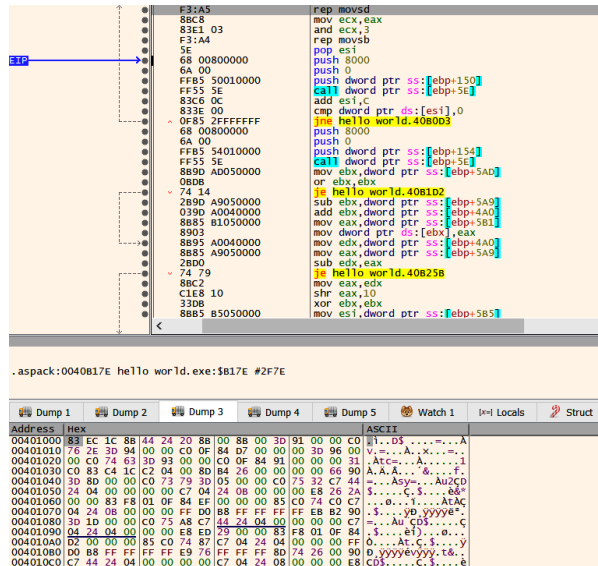 F3:A5 rep movsd
8BC8 mov ecx,eax
83E1 03 and ecx,3
F3:A4 rep movsb
5E pop esi
EIP 68 00800000 push 8000
6A 00 push 0
FFB5 50010000 push dword ptr ss:[ebp+150]
FF55 5E call dword ptr ss:[ebp+5E]
83C6 0C add esi,C
833E 00 cmp dword ptr ds:[esi],0
0F85 2FFFFFFF jne hello world.40B0D3
68 00800000 push 8000
6A 00 push 0
FFB5 54010000 push dword ptr ss:[ebp+154]
FF55 5E call dword ptr ss:[ebp+5E]
8B9D AD050000 mov ebx,dword ptr ss:[ebp+5AD]
0BDB or ebx,ebx
74 14 je hello world.40B1D2
2B9D A9050000 sub ebx,dword ptr ss:[ebp+5A9]
039D A0040000 add ebx,dword ptr ss:[ebp+4A0]
8B85 B1050000 mov eax,dword ptr ss:[ebp+5B1]
8903 mov dword ptr ds:[ebx],eax
8B95 A0040000 mov edx,dword ptr ss:[ebp+4A0]
8B85 A9050000 mov eax,dword ptr ss:[ebp+5A9]
2BD0 sub edx,eax
74 79 je hello world.40B25B
8BC2 mov eax,edx
C1E8 10 shr eax,10
33DB xor ebx,ebx
8BB5 B5050000 mov esi,dword ptr ss:[ebp+5B5]
.aspack:0040B17E hello world.exe:$B17E #2F7E
Dump 1 Dump 2 Dump 3 Dump 4 Dump 5 Watch 1 [x=] Locals Struct
Address Hex ASCII
00401000 83 EC 1C 8B 44 24 20 8B 00 8B 00 3D 91 00 00 C0 .ì..D$ ....=...À
00401010 76 2E 3D 94 00 00 C0 0F 84 D7 00 00 00 3D 96 00 v.=...À..×...=..
00401020 00 C0 74 63 3D 93 00 00 C0 0F 84 91 00 00 00 31 .Àtc=...À......1
00401030 C0 83 C4 1C C2 04 00 8D B4 26 00 00 00 00 66 90 À.Ä.Â...´&....f.
00401040 3D 8D 00 00 C0 73 79 3D 05 00 00 C0 75 32 C7 44 =...Àsy=...Àu2ÇD
00401050 24 04 00 00 00 00 C7 04 24 0B 00 00 00 E8 26 2A $.....Ç.$....è&*
00401060 00 00 83 F8 01 0F 84 EF 00 00 00 85 C0 74 C0 C7 ...ø...ï....ÀtÀÇ
00401070 04 24 0B 00 00 00 FF D0 B8 FF FF FF FF EB B2 90 .$....ÿÐ¸ÿÿÿÿë².
00401080 3D 1D 00 00 C0 75 A8 C7 44 24 04 00 00 00 00 C7 =...Àu¨ÇD$.....Ç
00401090 04 24 04 00 00 00 E8 ED 29 00 00 83 F8 01 0F 84 .$....èí)...ø...
004010A0 D2 00 00 00 85 C0 74 87 C7 04 24 04 00 00 00 FF Ò....Àt.Ç.$....ÿ
004010B0 D0 B8 FF FF FF FF E9 76 FF FF FF 8D 74 26 00 90 Ð¸ÿÿÿÿévÿÿÿ.t&..
004010C0 C7 44 24 04 00 00 00 00 C7 04 24 08 00 00 00 E8 ÇD$.....Ç.$....è